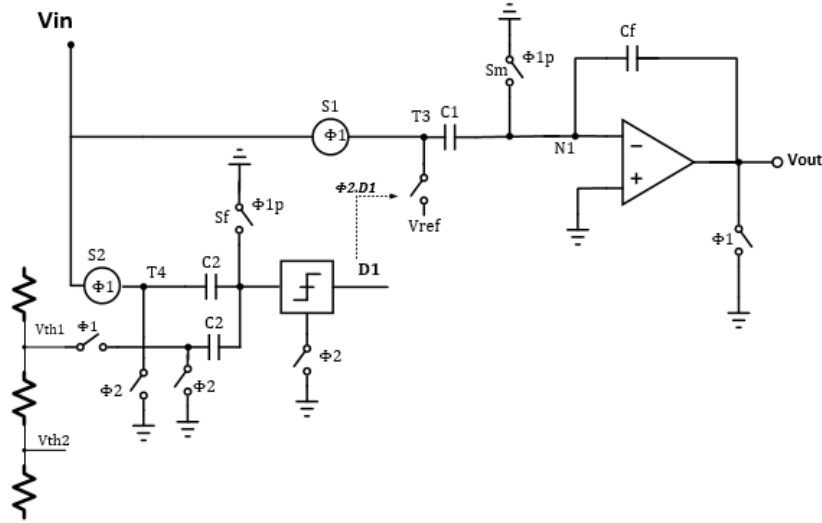 Vin
Cf
Sm
Φ1p
S1
T3
C1
Φ1
N1
−
+
Vout
Φ2.D1
Φ1p
Sf
Vref
Φ1
S2
T4
C2
D1
Φ1
Vth1
Φ1
C2
Φ2
Φ2
Φ2
Vth2